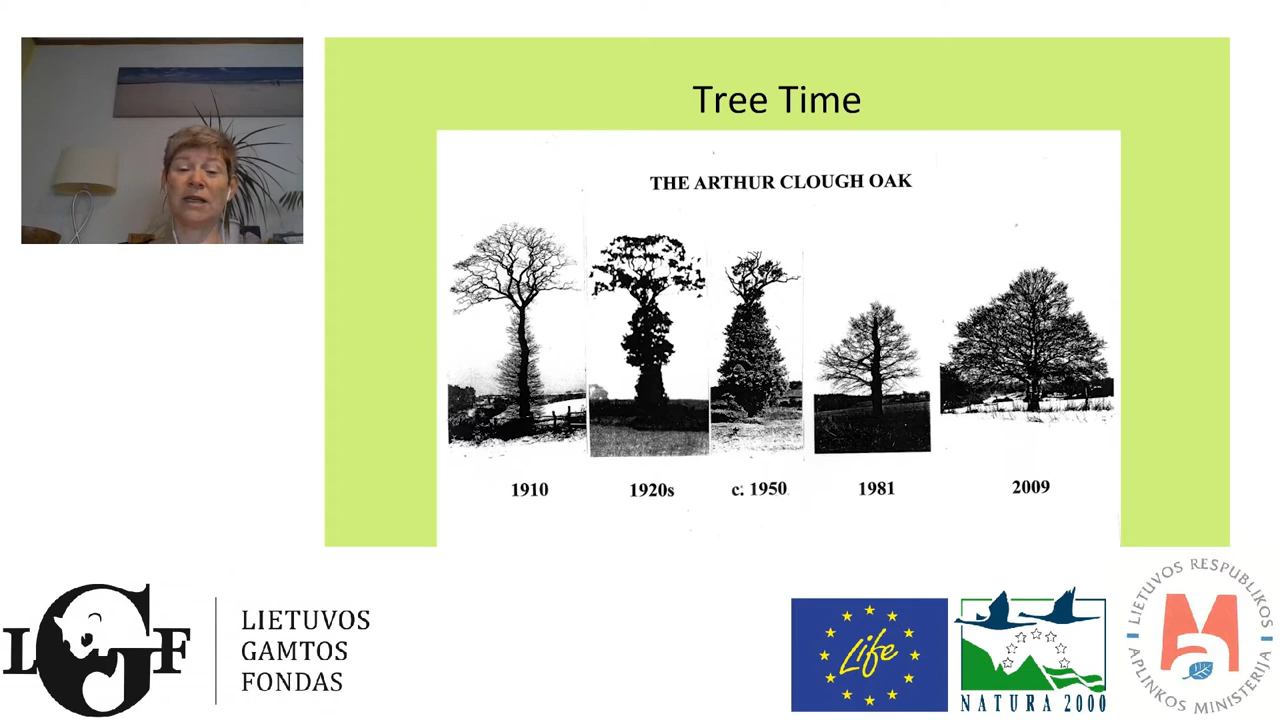 Tree Time
THE ARTHUR CLOUGH OAK
1910
1920s
c. 1950
1981
2009
LGF
LIETUVOS
GAMTOS
FONDAS
Life
NATURA 2000
LIETUVOS RESPUBLIKOS
APLINKOS MINISTERIJA
Ma